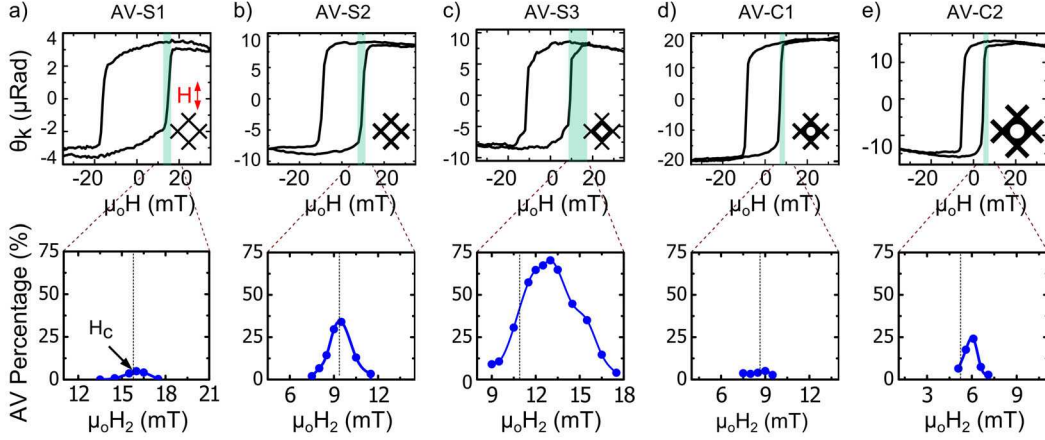 a) AV-S1
b) AV-S2
c) AV-S3
d) AV-C1
e) AV-C2
θk (μRad)
4
2
0
-2
-4
H
-20 0 20
μoH (mT)
10
5
0
-5
-10
-20 0 20
μoH (mT)
10
5
0
-5
-10
-20 0 20
μoH (mT)
20
10
0
-10
-20
-20 0 20
μoH (mT)
10
0
-10
-20 0 20
μoH (mT)
AV Percentage (%)
75
50
25
0
HC
12 15 18 21
μoH2 (mT)
75
50
25
0
6 9 12
μoH2 (mT)
75
50
25
0
9 12 15 18
μoH2 (mT)
75
50
25
0
6 9 12
μoH2 (mT)
75
50
25
0
3 6 9
μoH2 (mT)